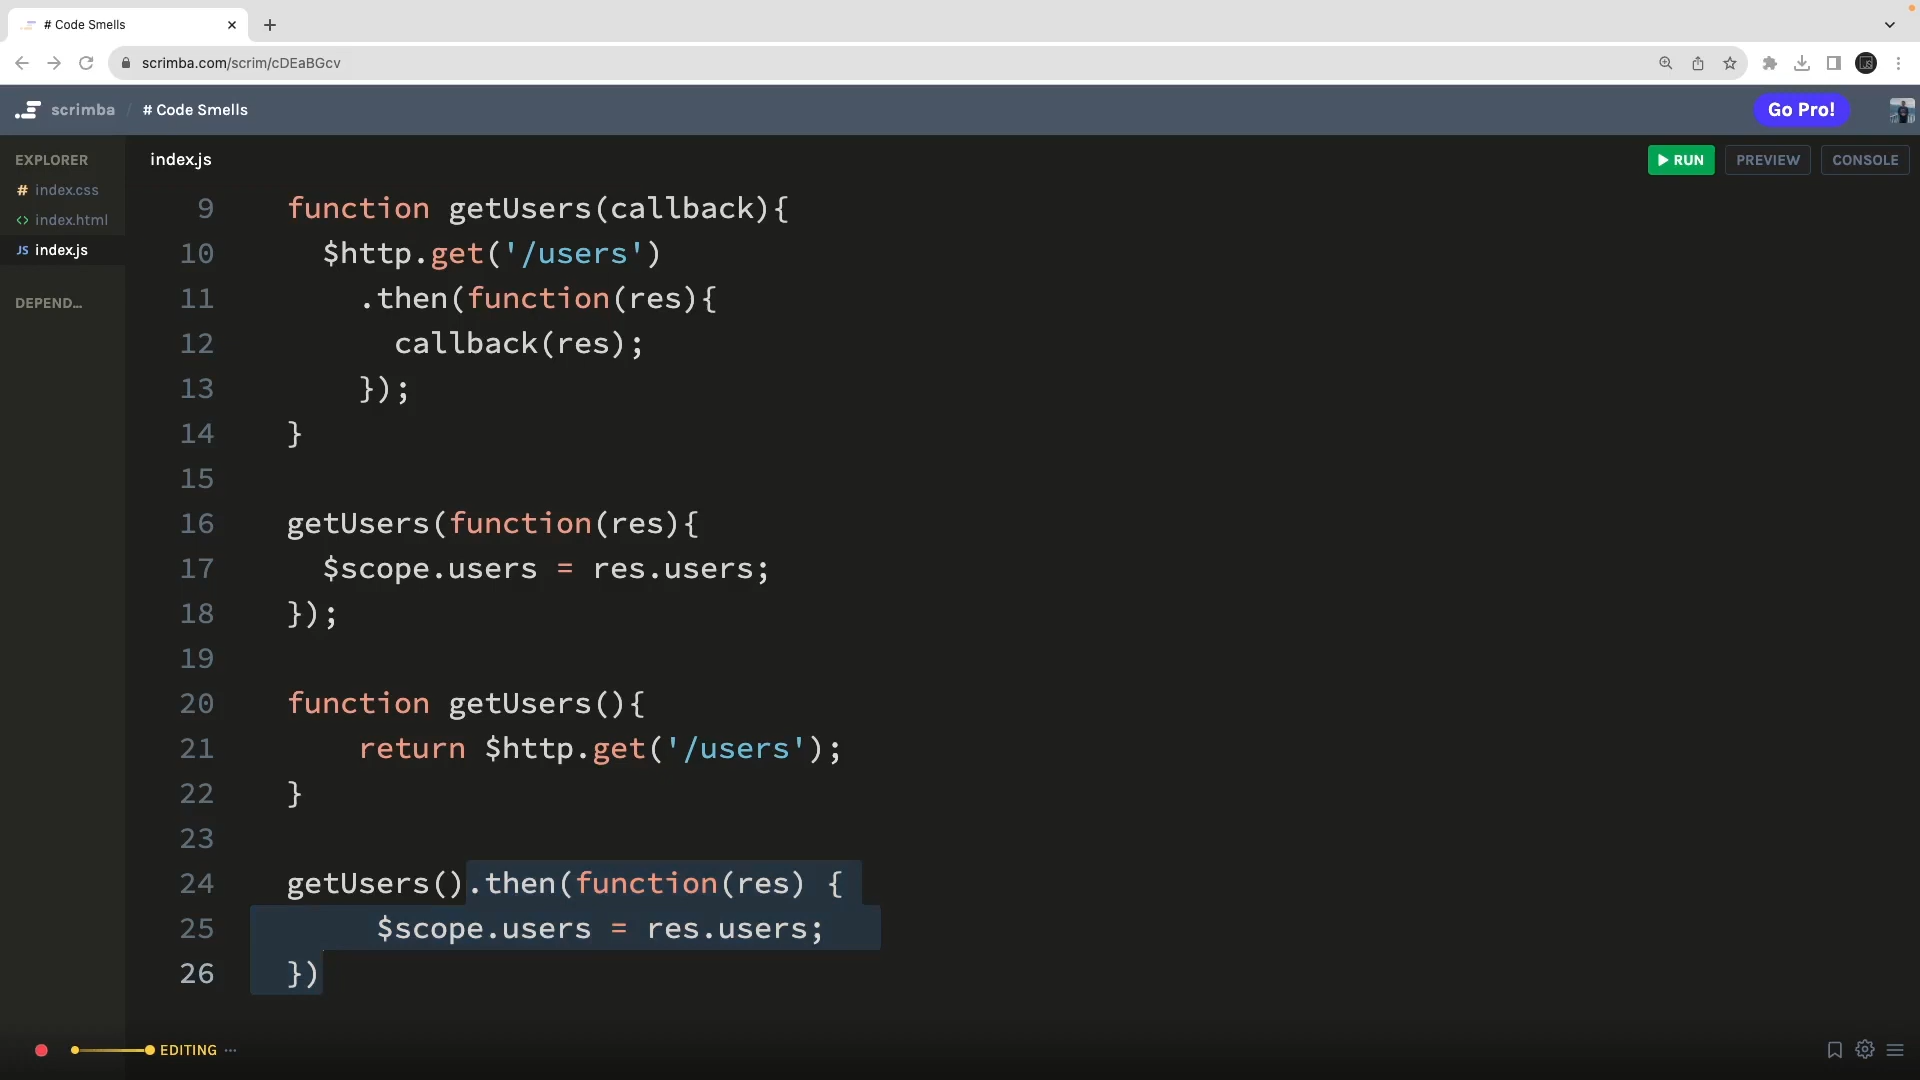 # Code Smells
scrimba.com/scrim/cDEaBGcv
scrimba / # Code Smells
Go Pro!
EXPLORER
# index.css
<> index.html
JS index.js
DEPEND...
index.js
RUN
PREVIEW
CONSOLE
9 function getUsers(callback){
10 $http.get('/users')
11 .then(function(res){
12 callback(res);
13 });
14 }
15
16 getUsers(function(res){
17 $scope.users = res.users;
18 });
19
20 function getUsers(){
21 return $http.get('/users');
22 }
23
24 getUsers().then(function(res) {
25 $scope.users = res.users;
26 })
EDITING ...